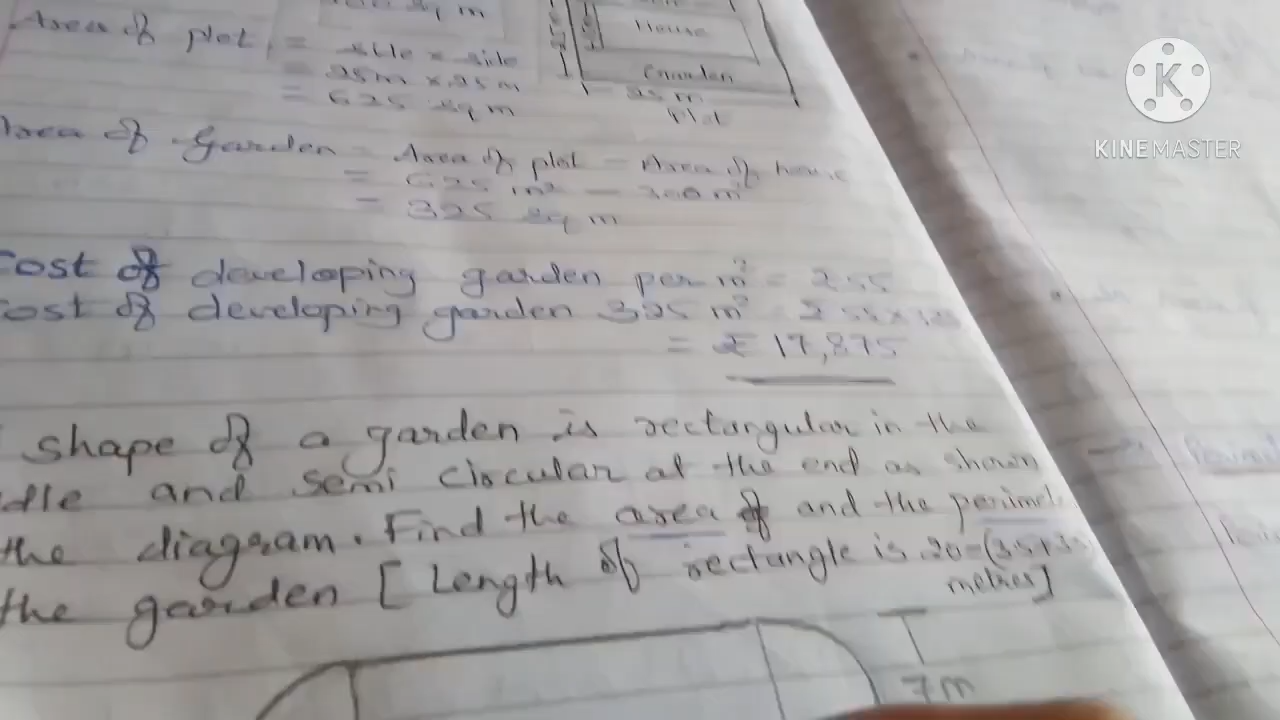 sq m
House
Area of plot = side × side
= 25m × 25m
= 625 sq m
Garden
25 m
Plot
Area of Garden = Area of plot - Area of house
= 625 m² - 300 m²
= 325 sq m
Cost of developing garden per m² = ₹ 55
Cost of developing garden 325 m² = ₹ 55 ×
= ₹ 17,875
shape of a garden is rectangular in the
and semi circular at the end as shown
the diagram. Find the area of and the
the garden [Length of rectangle is 20-(3.5+3.5
metres]
7m
KINEMASTER